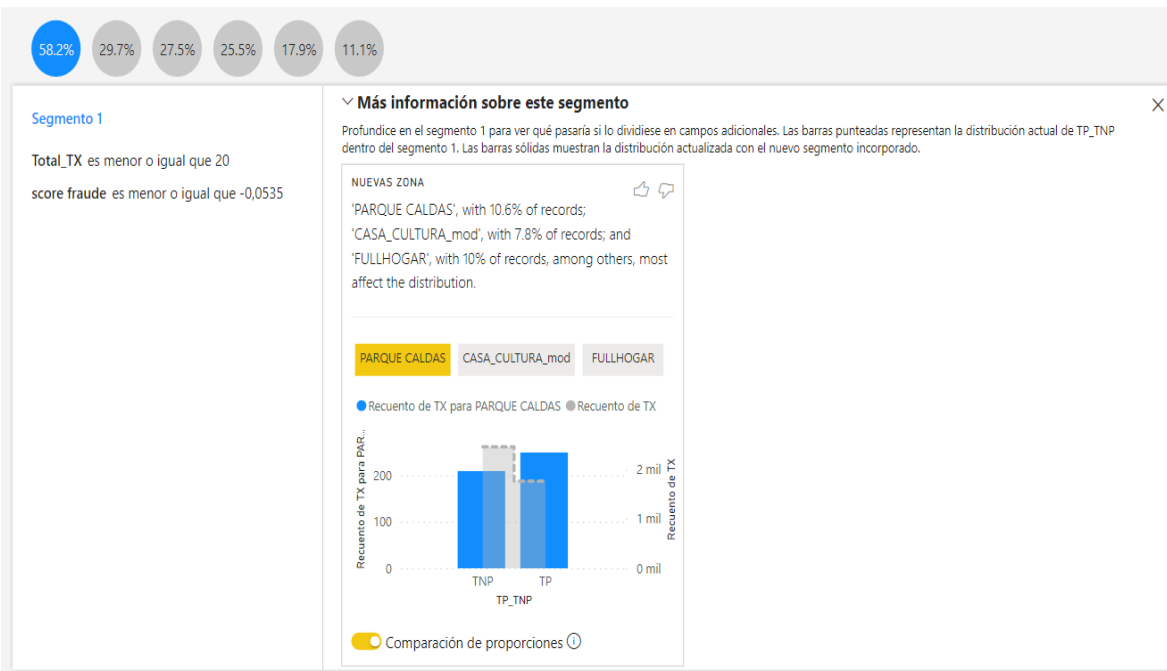 58.2% 29.7% 27.5% 25.5% 17.9% 11.1%
Segmento 1
Total_TX es menor o igual que 20
score fraude es menor o igual que -0,0535
Más información sobre este segmento
Profundice en el segmento 1 para ver qué pasaría si lo dividiese en campos adicionales. Las barras punteadas representan la distribución actual de TP_TNP
dentro del segmento 1. Las barras sólidas muestran la distribución actualizada con el nuevo segmento incorporado.
NUEVAS ZONA
'PARQUE CALDAS', with 10.6% of records;
'CASA_CULTURA_mod', with 7.8% of records; and
'FULLHOGAR', with 10% of records, among others, most
affect the distribution.
PARQUE CALDAS CASA_CULTURA_mod FULLHOGAR
Recuento de TX para PARQUE CALDAS Recuento de TX
Recuento de TX para PAR...
200
100
0
2 mil
1 mil
0 mil
Recuento de TX
TNP TP
TP_TNP
Comparación de proporciones